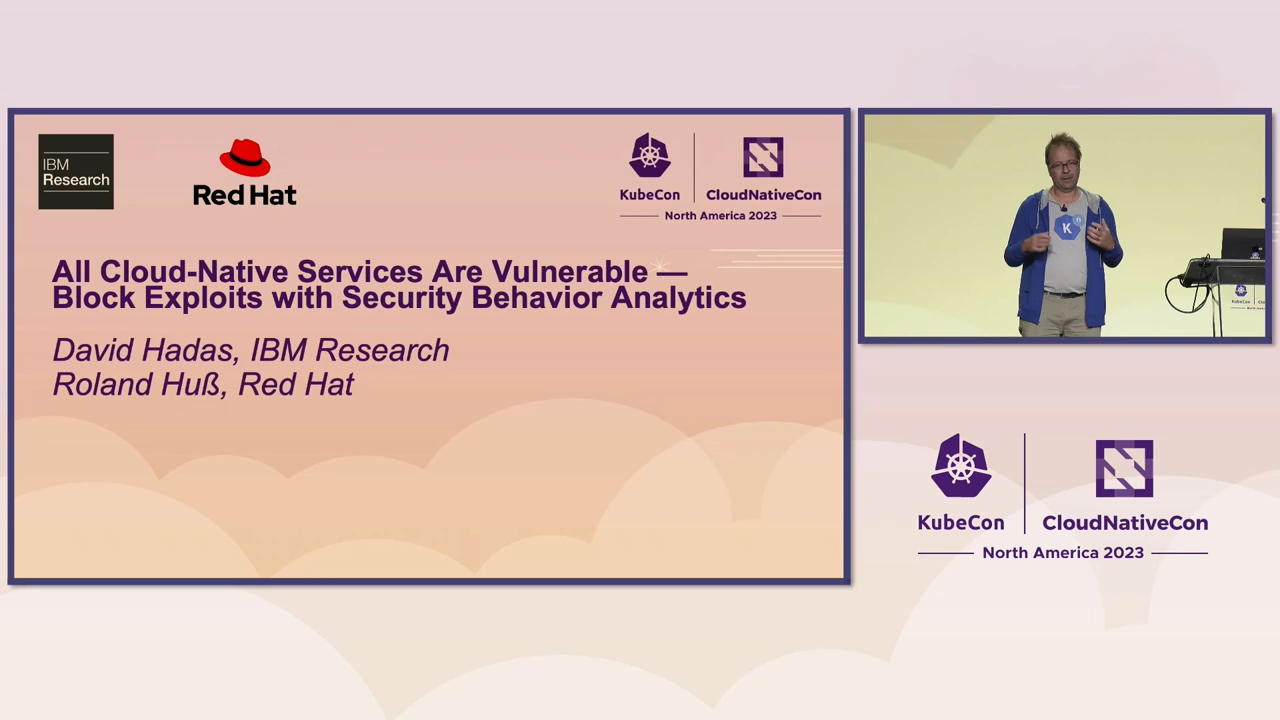 IBM
Research
Red Hat
KubeCon
CloudNativeCon
North America 2023
All Cloud-Native Services Are Vulnerable —
Block Exploits with Security Behavior Analytics
David Hadas, IBM Research
Roland Huß, Red Hat
K
KubeCon
CloudNativeCon
North America 2023